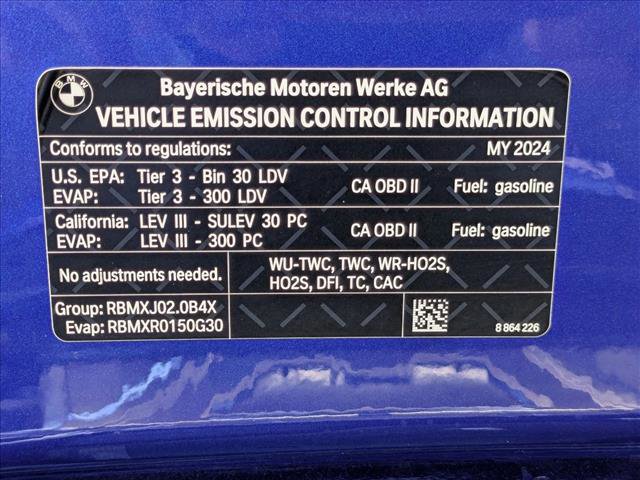 BMW
Bayerische Motoren Werke AG
VEHICLE EMISSION CONTROL INFORMATION
Conforms to regulations: MY 2024
U.S. EPA: Tier 3 - Bin 30 LDV CA OBD II Fuel: gasoline
EVAP: Tier 3 - 300 LDV
California: LEV III - SULEV 30 PC CA OBD II Fuel: gasoline
EVAP: LEV III - 300 PC
No adjustments needed. WU-TWC, TWC, WR-HO2S,
HO2S, DFI, TC, CAC
Group: RBMXJ02.0B4X
Evap: RBMXR0150G30 8 864 226